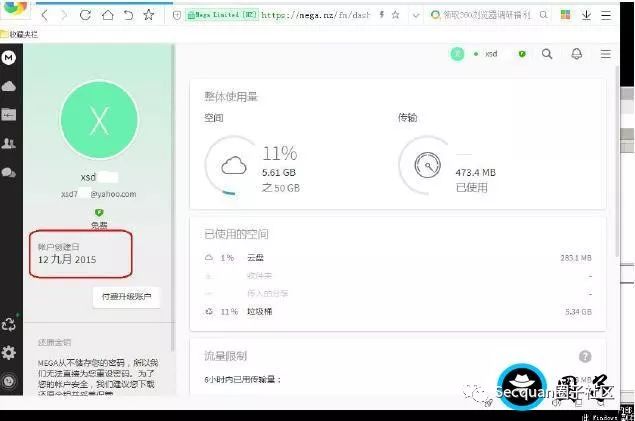 Mega Limited [NZ] https://mega.nz/fm/dash
领取360浏览器调研福利
收藏夹栏
M
X
xsd
X
xsd
xsd7 @yahoo.com
免费
帐户创建日
12 九月 2015
付费升级账户
还原金钥
MEGA从不储存您的密码，所以我
们无法直接为您重设密码。为了
您的帐户安全，我们建议您下载
整体使用量
空间
11%
5.61 GB
之 50 GB
传输
473.4 MB
已使用
已使用的空间
1% 云盘 283.1 MB
收件夹 -
传入的分享 -
11% 垃圾桶 5.34 GB
流量限制
?
6小时内已用传输量：
Secquan圈子社区
圈子
Windows